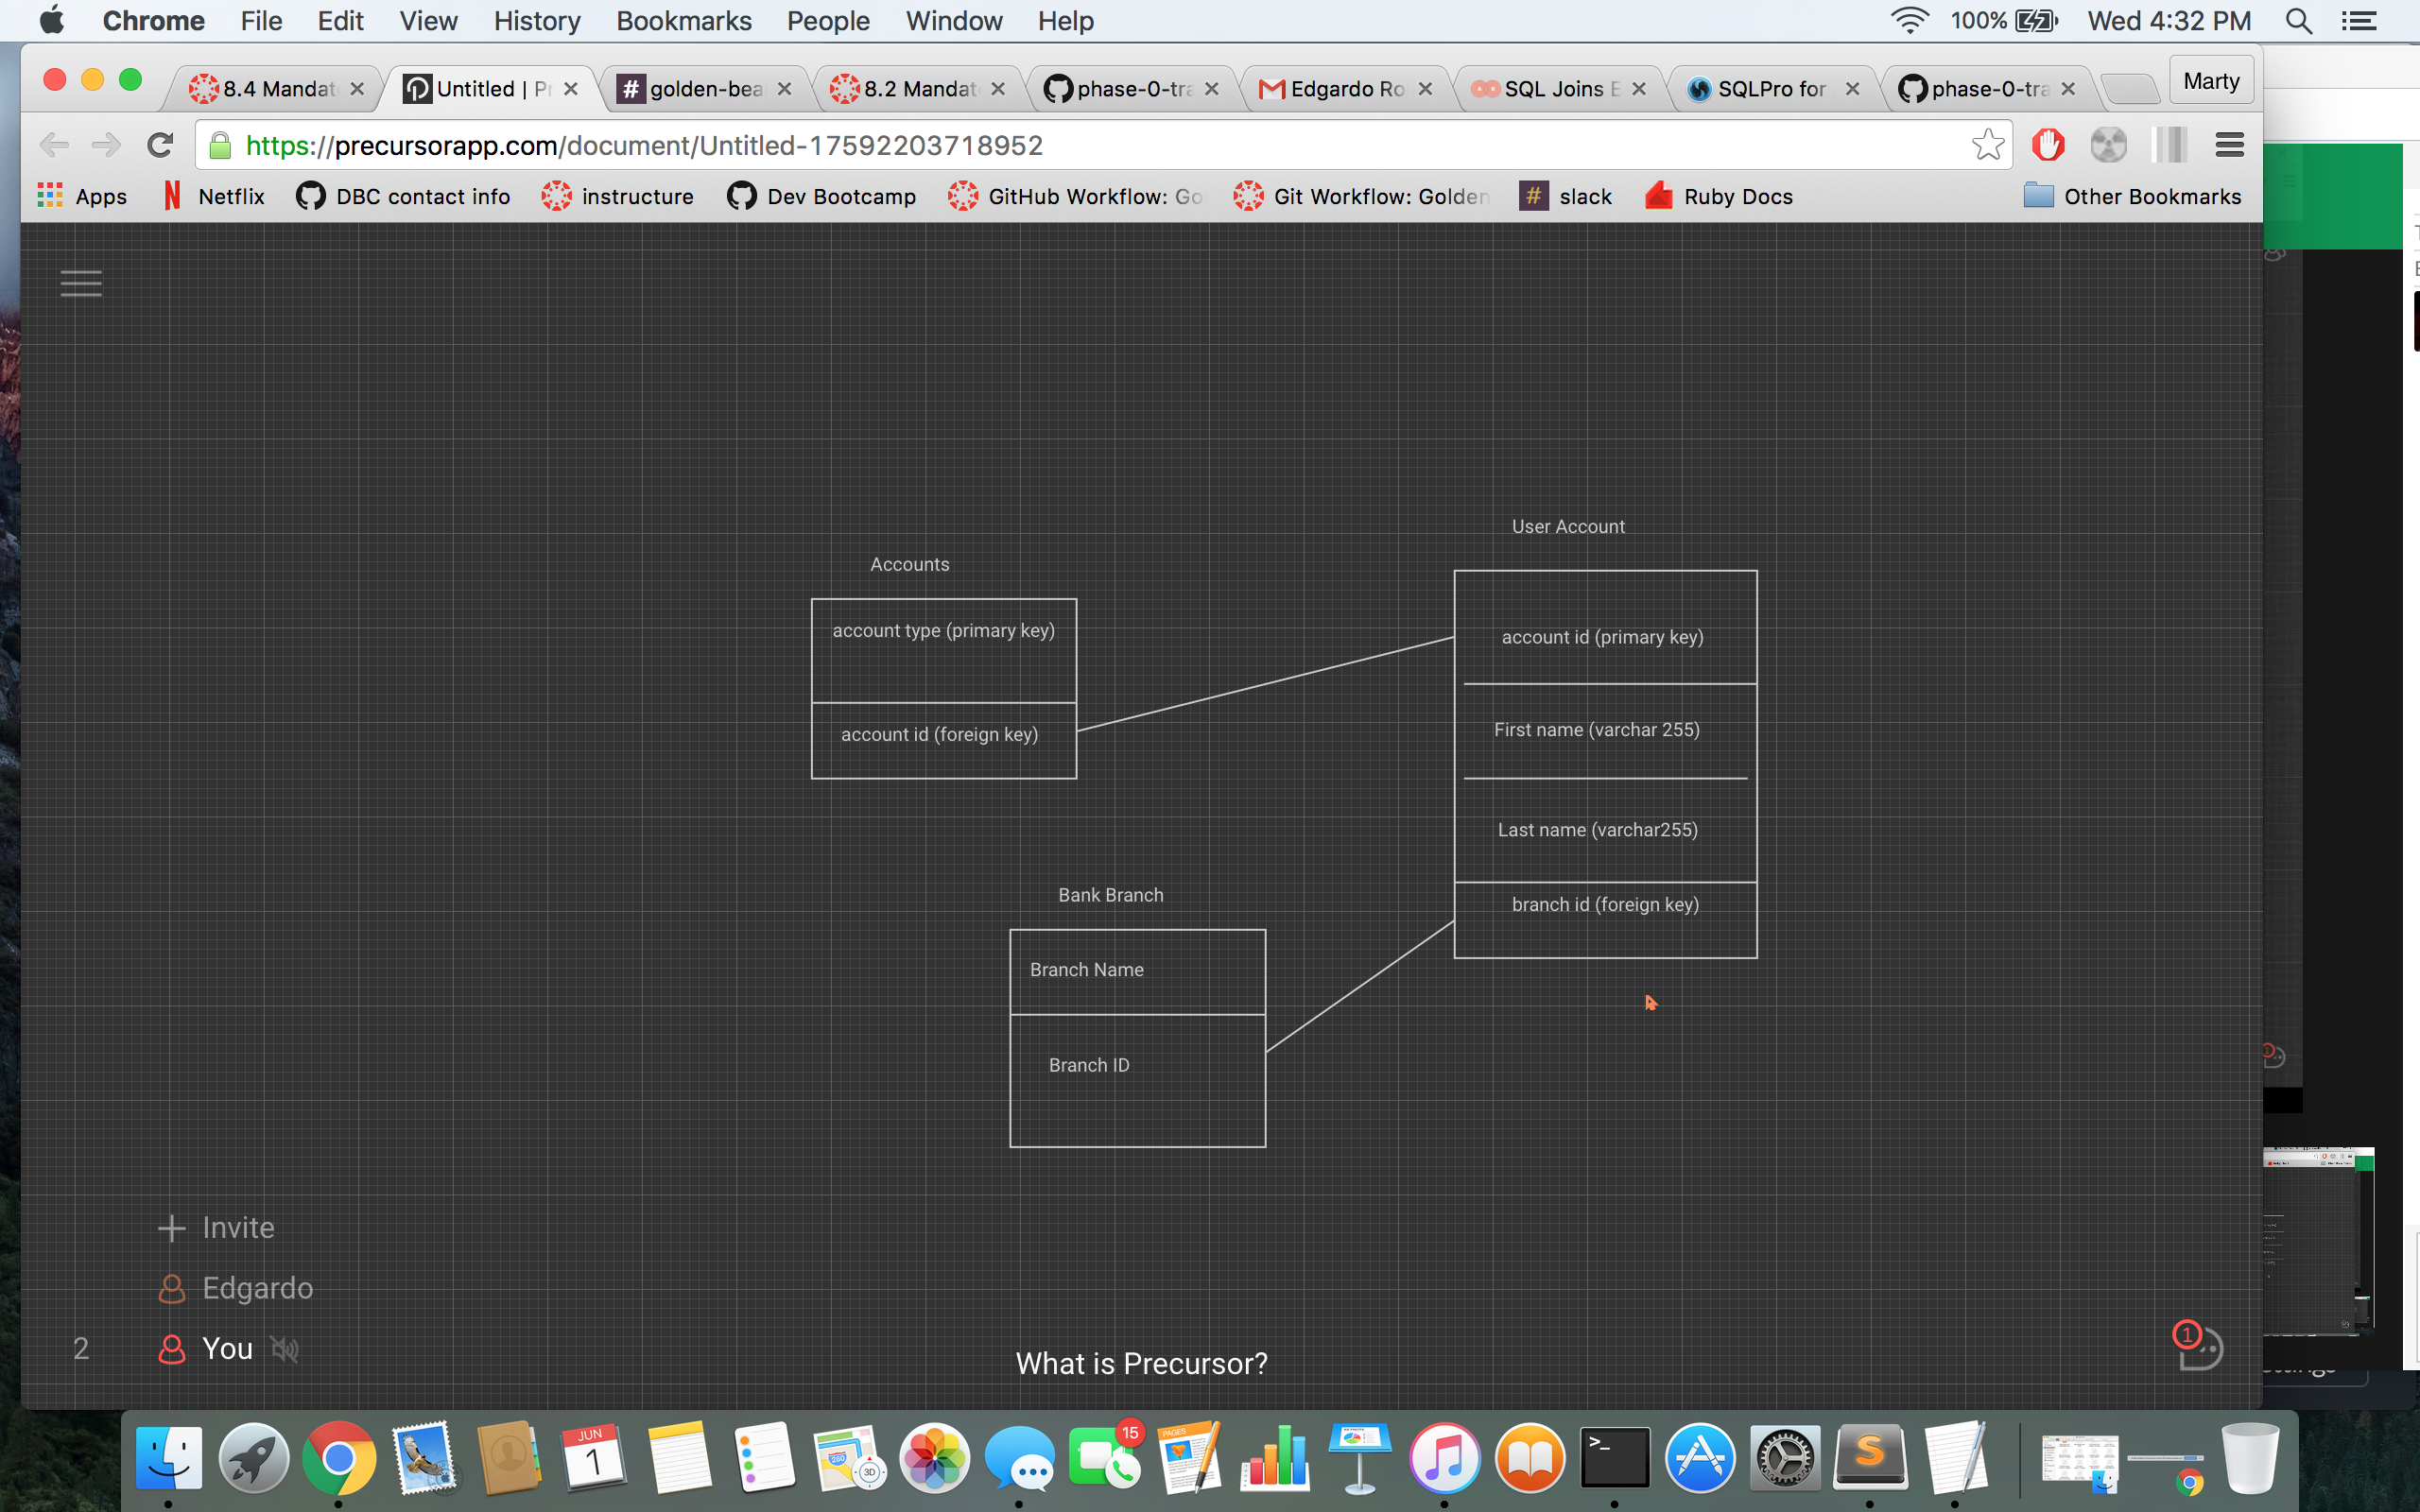 Chrome File Edit View History Bookmarks People Window Help 100% Wed 4:32 PM
8.4 Mandat Untitled | Pr golden-bea 8.2 Mandat phase-0-tra Edgardo Ro SQL Joins E SQLPro for phase-0-tra Marty
https://precursorapp.com/document/Untitled-17592203718952
Apps Netflix DBC contact info instructure Dev Bootcamp GitHub Workflow: Go Git Workflow: Golden slack Ruby Docs Other Bookmarks
User Account
Accounts
account type (primary key)
account id (primary key)
First name (varchar 255)
account id (foreign key)
Last name (varchar255)
Bank Branch
branch id (foreign key)
Branch Name
Branch ID
Invite
Edgardo
2 You
1
What is Precursor?
JUN
1
280
3D
15
PAGES